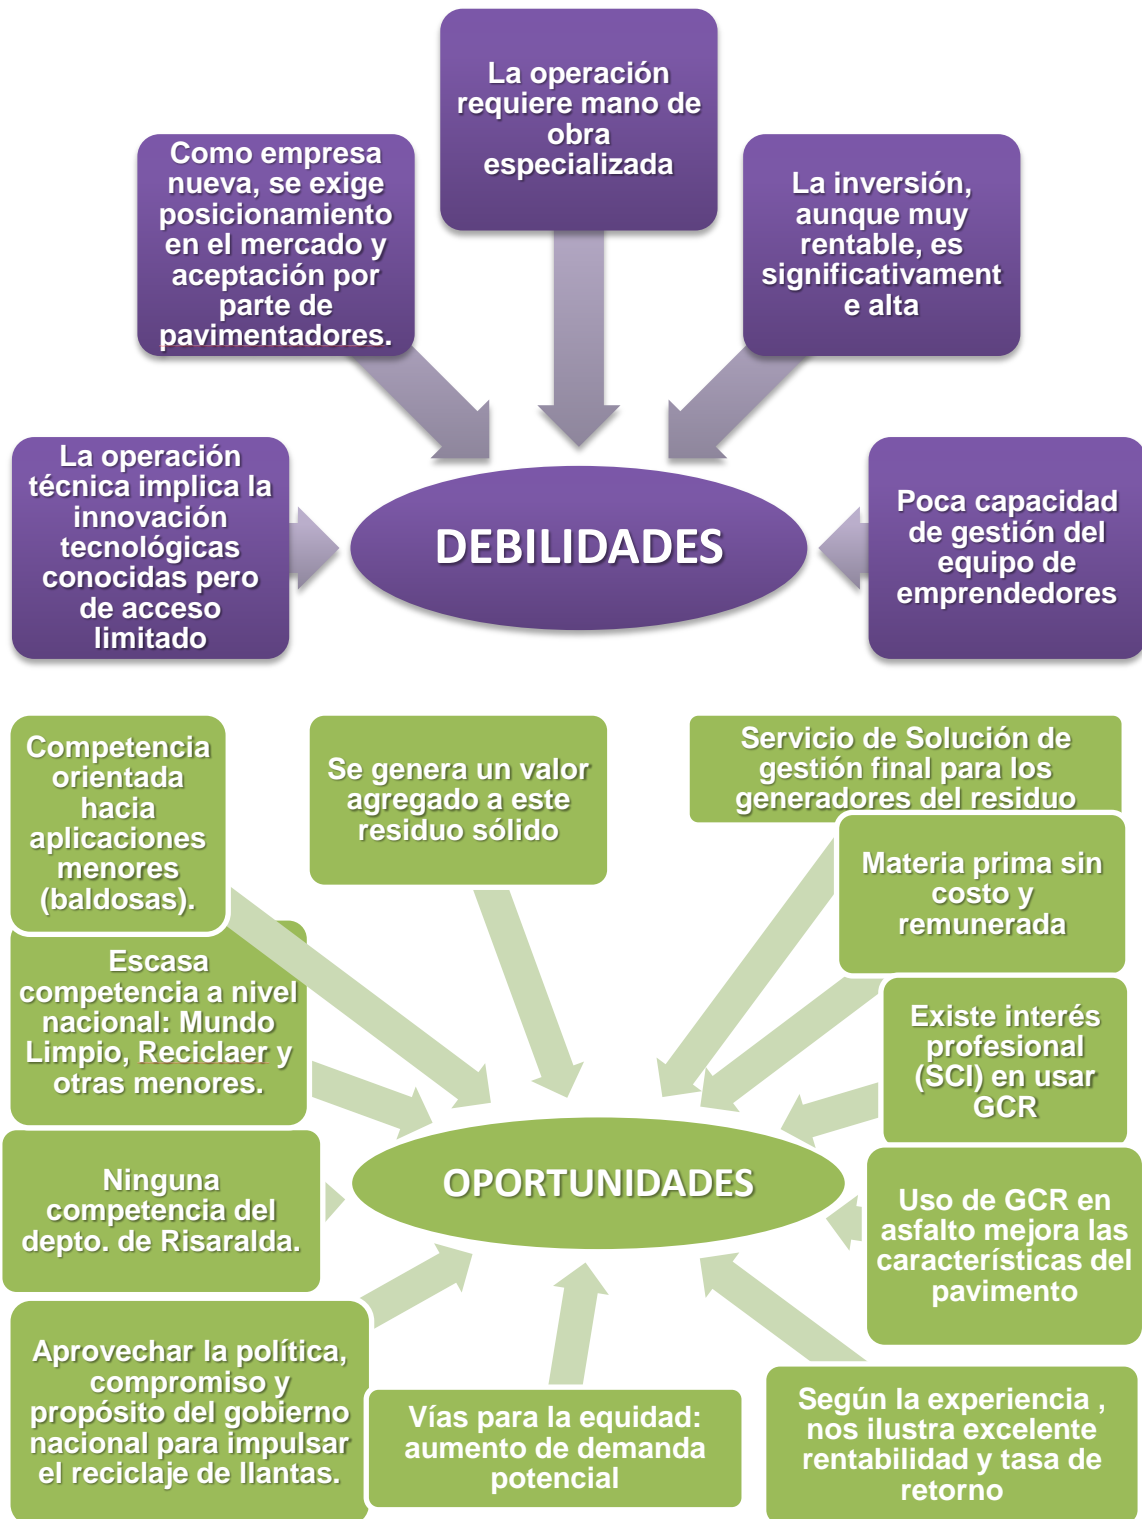 La operación
requiere mano de
obra
especializada
Como empresa
nueva, se exige
posicionamiento
en el mercado y
aceptación por
parte de
pavimentadores.
La inversión,
aunque muy
rentable, es
significativament
e alta
La operación
técnica implica la
innovación
tecnológicas
conocidas pero
de acceso
limitado
DEBILIDADES
Poca capacidad
de gestión del
equipo de
emprendedores
Competencia
orientada
hacia
aplicaciones
menores
(baldosas).
Se genera un valor
agregado a este
residuo sólido
Servicio de Solución de
gestión final para los
generadores del residuo
Materia prima sin
costo y
remunerada
Escasa
competencia a nivel
nacional: Mundo
Limpio, Reciclaer y
otras menores.
Existe interés
profesional
(SCI) en usar
GCR
Ninguna
competencia del
depto. de Risaralda.
OPORTUNIDADES
Uso de GCR en
asfalto mejora las
características del
pavimento
Aprovechar la política,
compromiso y
propósito del gobierno
nacional para impulsar
el reciclaje de llantas.
Vías para la equidad:
aumento de demanda
potencial
Según la experiencia ,
nos ilustra excelente
rentabilidad y tasa de
retorno